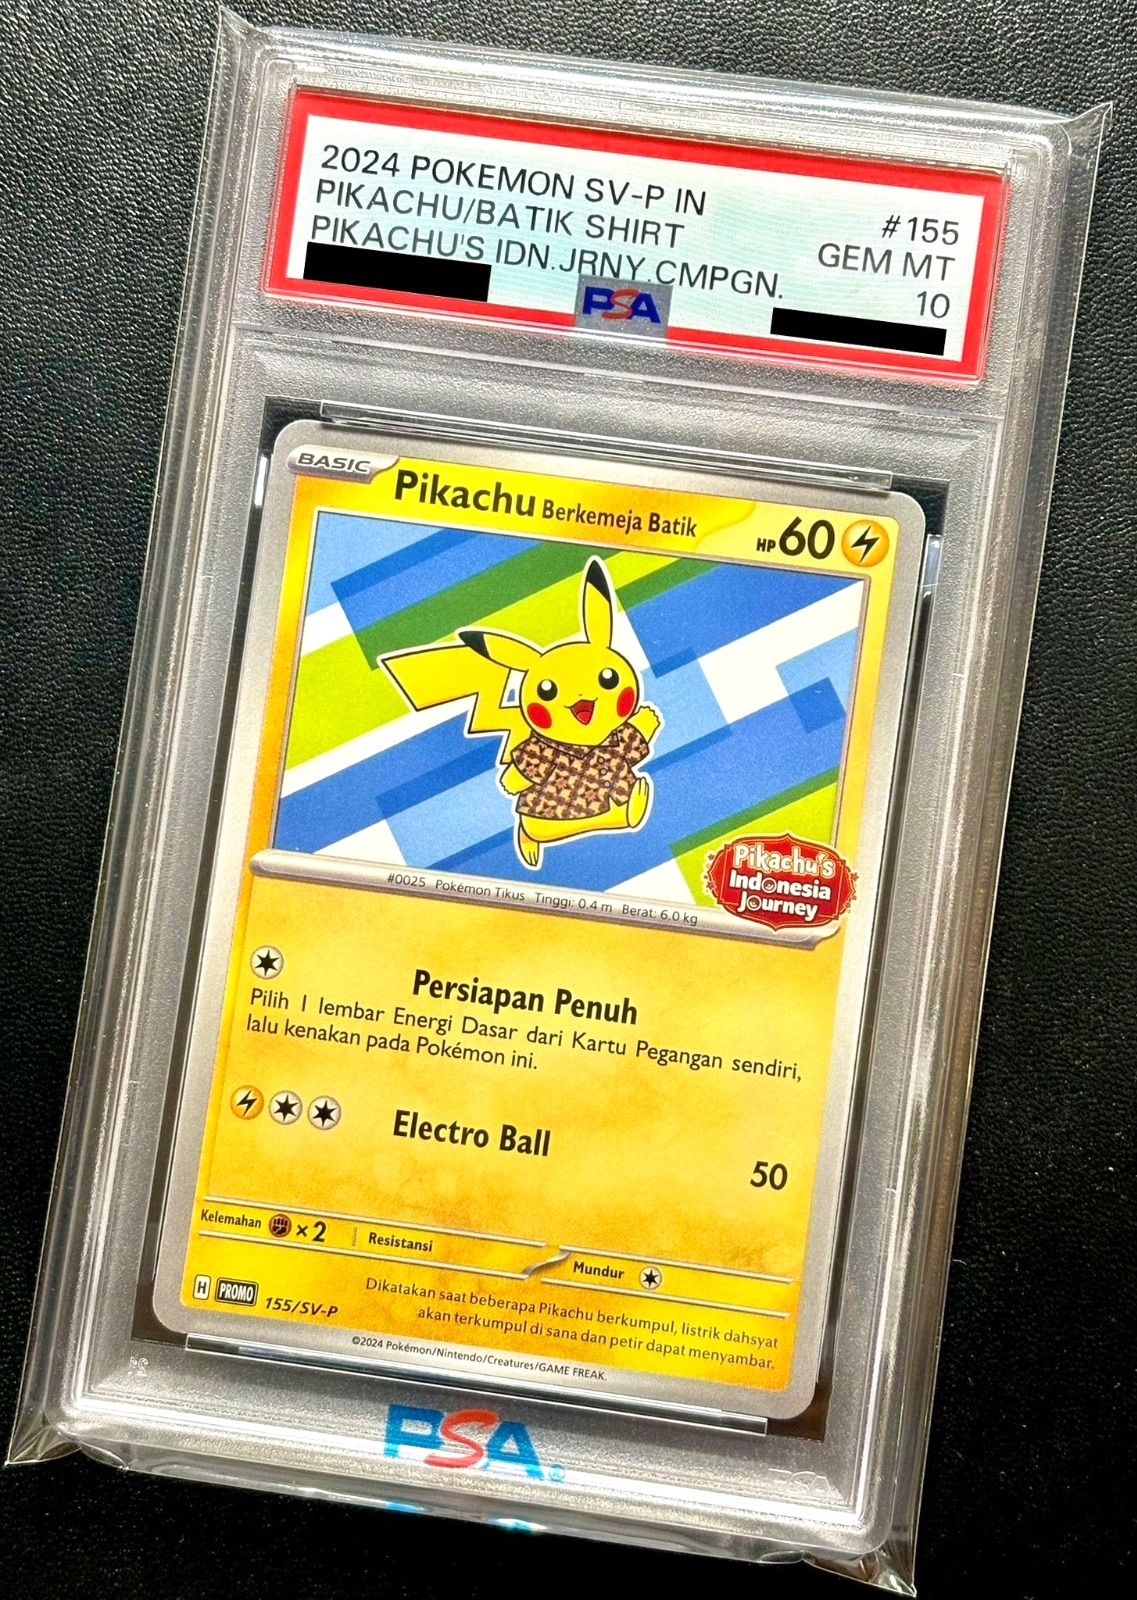 2024 POKEMON SV-P IN
PIKACHU/BATIK SHIRT
PIKACHU'S IDN.JRNY.CMPGN.
#155
GEM MT
10
PSA
BASIC
Pikachu Berkemeja Batik
HP 60
Pikachu's
Indonesia
Journey
#0025 Pokémon Tikus Tinggi: 0.4 m Berat: 6.0 kg
Persiapan Penuh
Pilih 1 lembar Energi Dasar dari Kartu Pegangan sendiri,
lalu kenakan pada Pokémon ini.
Electro Ball
50
Kelemahan ×2 Resistansi
Mundur
H PROMO 155/SV-P
Dikatakan saat beberapa Pikachu berkumpul, listrik dahsyat
akan terkumpul di sana dan petir dapat menyambar.
©2024 Pokémon/Nintendo/Creatures/GAME FREAK.
PSA®